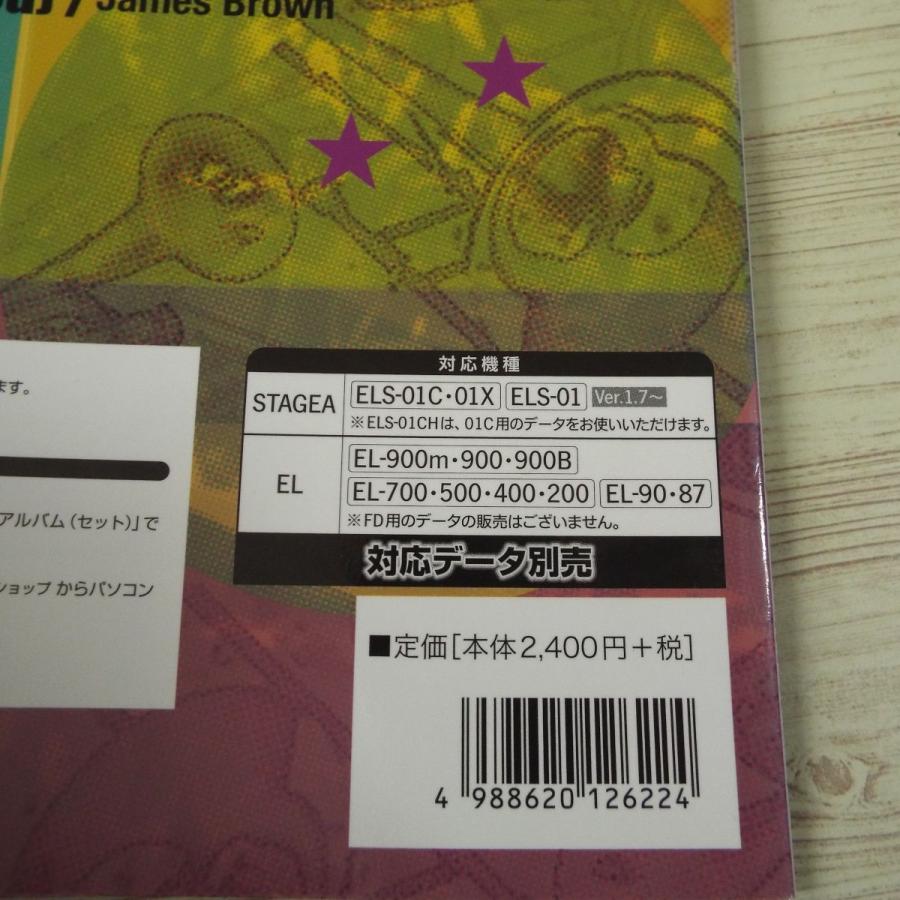 James Brown
ます。
アルバム（セット）」で
ショップ からパソコン
対応機種
STAGEA
ELS-01C・01X ELS-01 Ver.1.7〜
※ELS-01CHは、01C用のデータをお使いいただけます。
EL
EL-900m・900・900B
EL-700・500・400・200 EL-90・87
※FD用のデータの販売はございません。
対応データ別売
■定価[本体2,400円＋税]
4 988620 126224